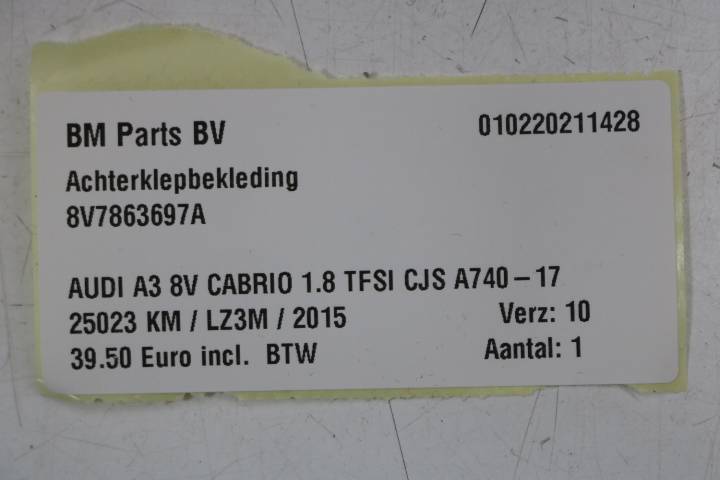 BM Parts BV 010220211428
Achterklepbekleding
8V7863697A
AUDI A3 8V CABRIO 1.8 TFSI CJS A740-17
25023 KM / LZ3M / 2015 Verz: 10
39.50 Euro incl. BTW Aantal: 1